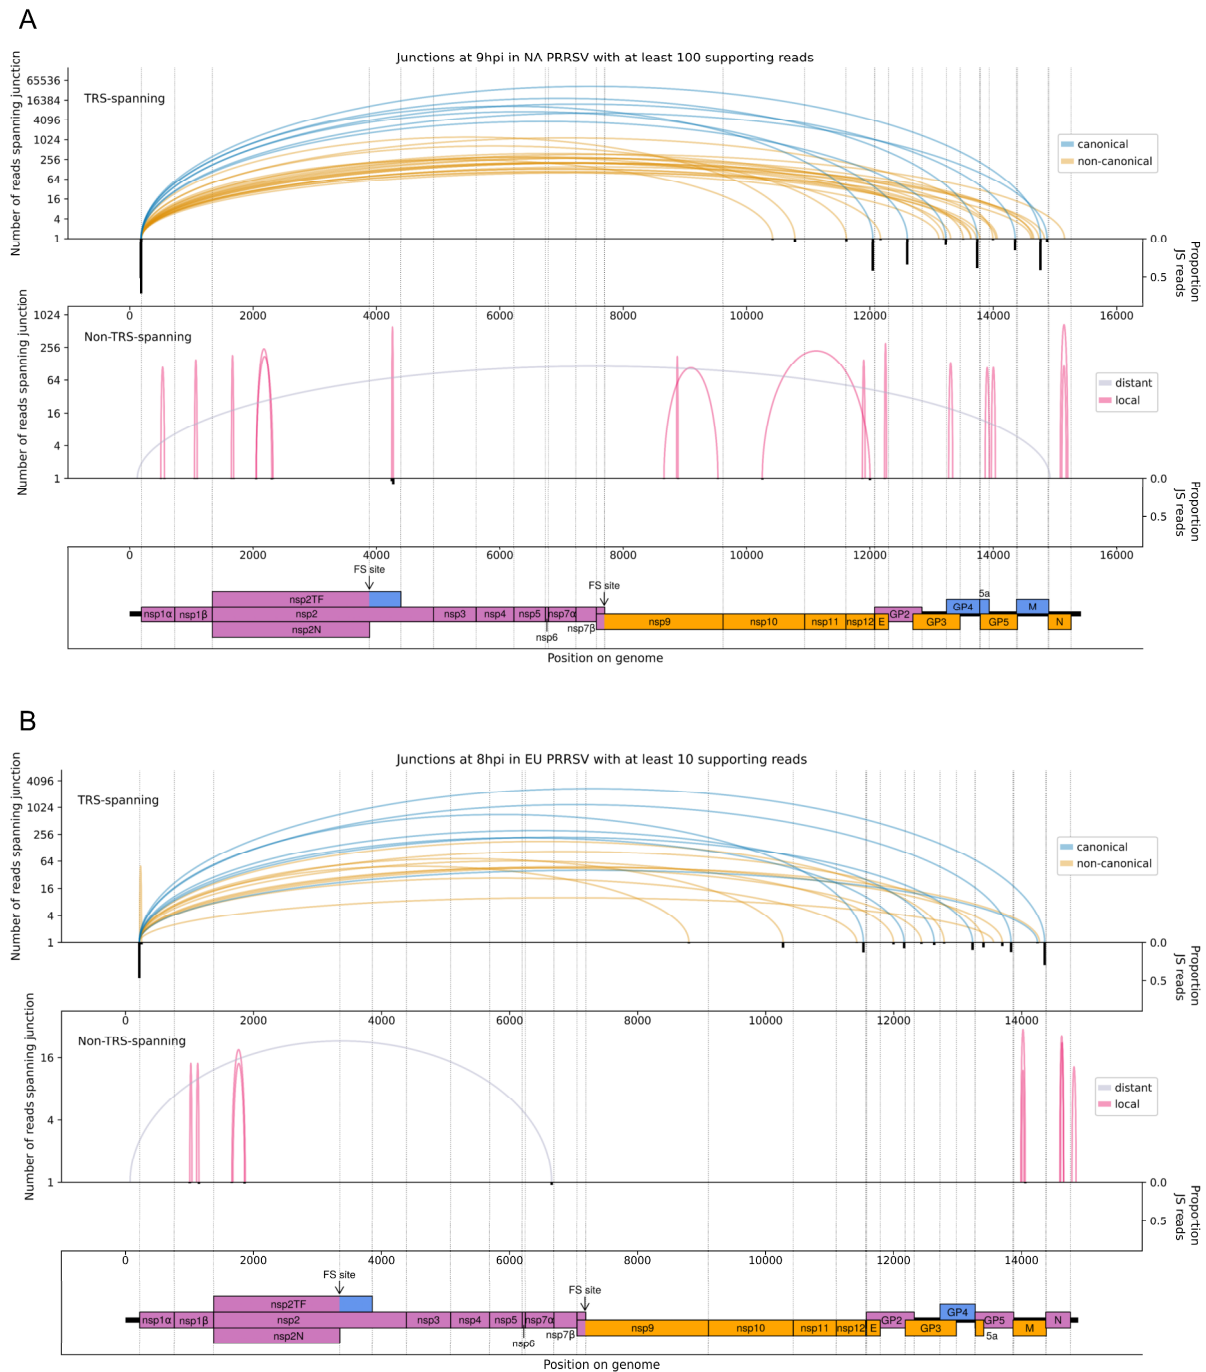 A
Junctions at 9hpi in NA PRRSV with at least 100 supporting reads
Number of reads spanning junction
65536
16384
4096
1024
256
64
16
4
1
TRS-spanning
canonical
non-canonical
0.0
0.5
Proportion
JS reads
0 2000 4000 6000 8000 10000 12000 14000 16000
Number of reads spanning junction
1024
256
64
16
4
1
Non-TRS-spanning
distant
local
0.0
0.5
Proportion
JS reads
0 2000 4000 6000 8000 10000 12000 14000 16000
FS site
FS site
5a
nsp2TF
GP4 M
nsp1α nsp1β nsp2 nsp3 nsp4 nsp5 nsp7α GP2
nsp9 nsp10 nsp11 nsp12 E GP3 GP5 N
nsp2N nsp7β
nsp6
Position on genome
B
Junctions at 8hpi in EU PRRSV with at least 10 supporting reads
Number of reads spanning junction
4096
1024
256
64
16
4
1
TRS-spanning
canonical
non-canonical
0.0
0.5
Proportion
JS reads
0 2000 4000 6000 8000 10000 12000 14000
Number of reads spanning junction
16
4
1
Non-TRS-spanning
distant
local
0.0
0.5
Proportion
JS reads
0 2000 4000 6000 8000 10000 12000 14000
FS site
FS site
nsp2TF
GP4
nsp1α nsp1β nsp2 nsp3 nsp4 nsp5 nsp7α GP2 GP5 N
nsp9 nsp10 nsp11 nsp12 E GP3 M
nsp2N nsp7β 5a
nsp6
Position on genome